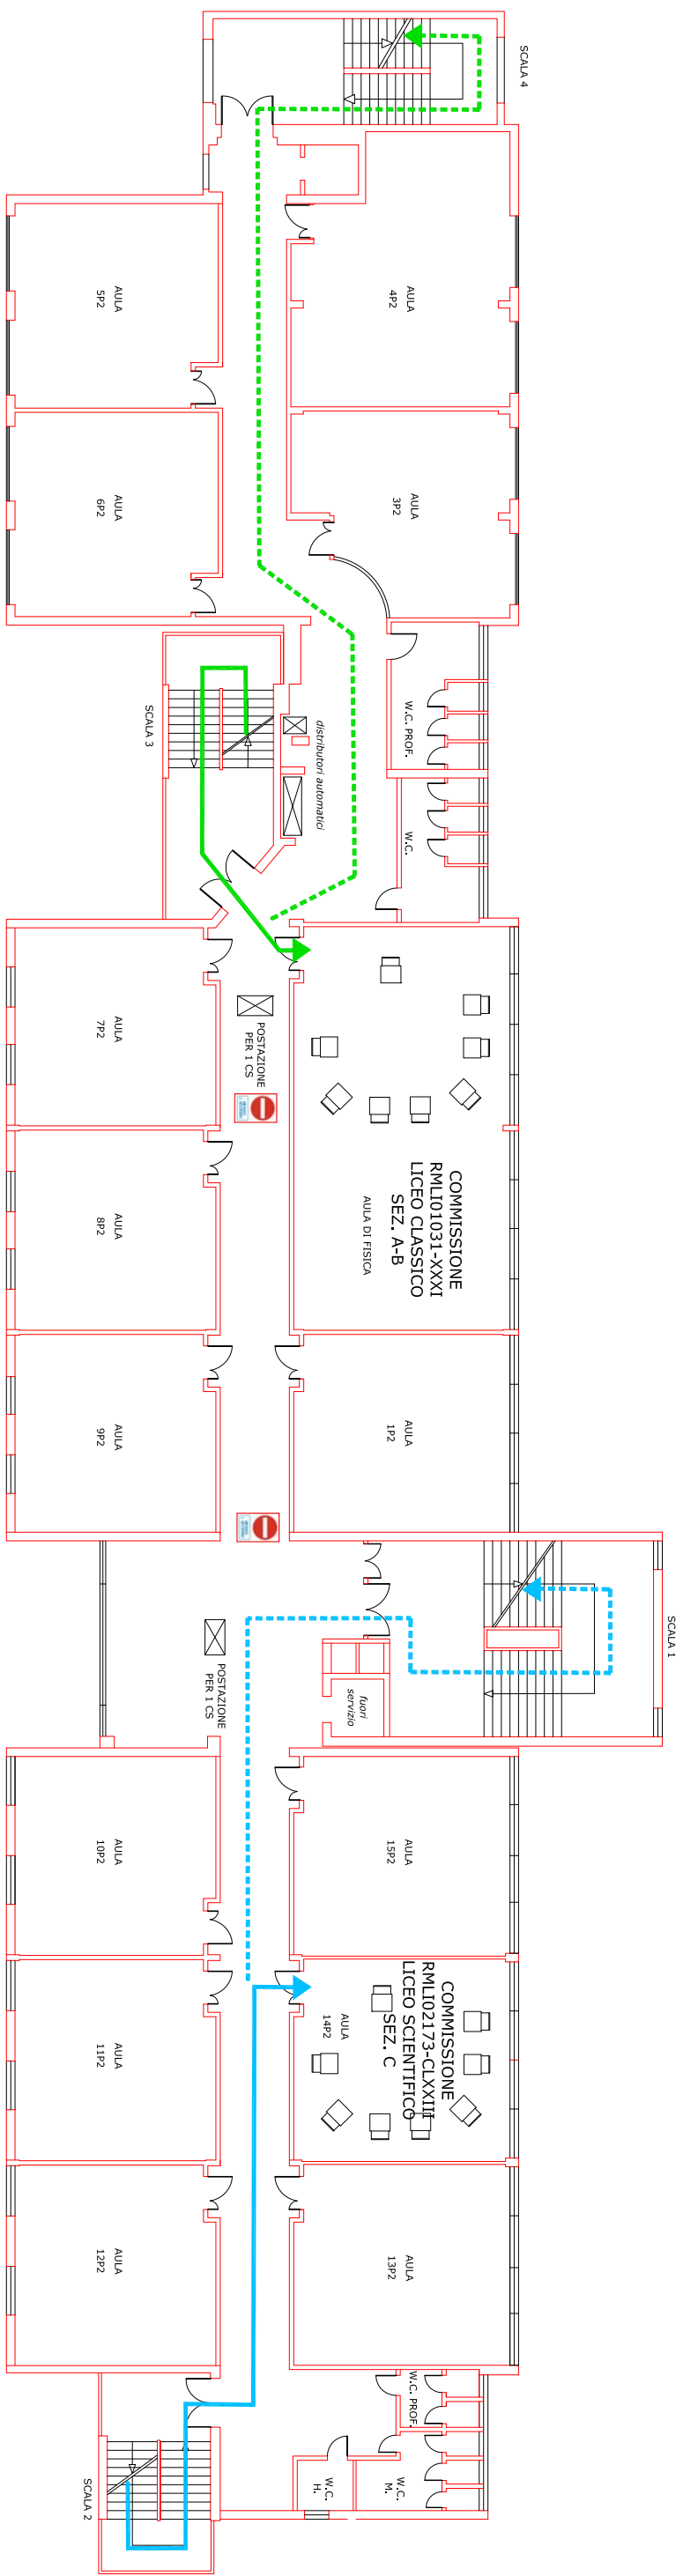 SCALA 4
AULA
4P2
AULA
5P2
AULA
3P2
AULA
6P2
W.C. PROF.
SCALA 3
distributori automatici
W.C.
AULA
7P2
POSTAZIONE
PER 1 CS
COMMISSIONE
RMLI01031-XXXI
LICEO CLASSICO
SEZ. A-B
AULA DI FISICA
AULA
8P2
AULA
1P2
AULA
9P2
SCALA 1
POSTAZIONE
PER 1 CS
fuori
servizio
AULA
15P2
AULA
10P2
COMMISSIONE
RMLI02173-CLXXIII
LICEO SCIENTIFICO
SEZ. C
AULA
14P2
AULA
11P2
AULA
13P2
AULA
12P2
W.C. PROF.
W.C.
M.
W.C.
H.
SCALA 2